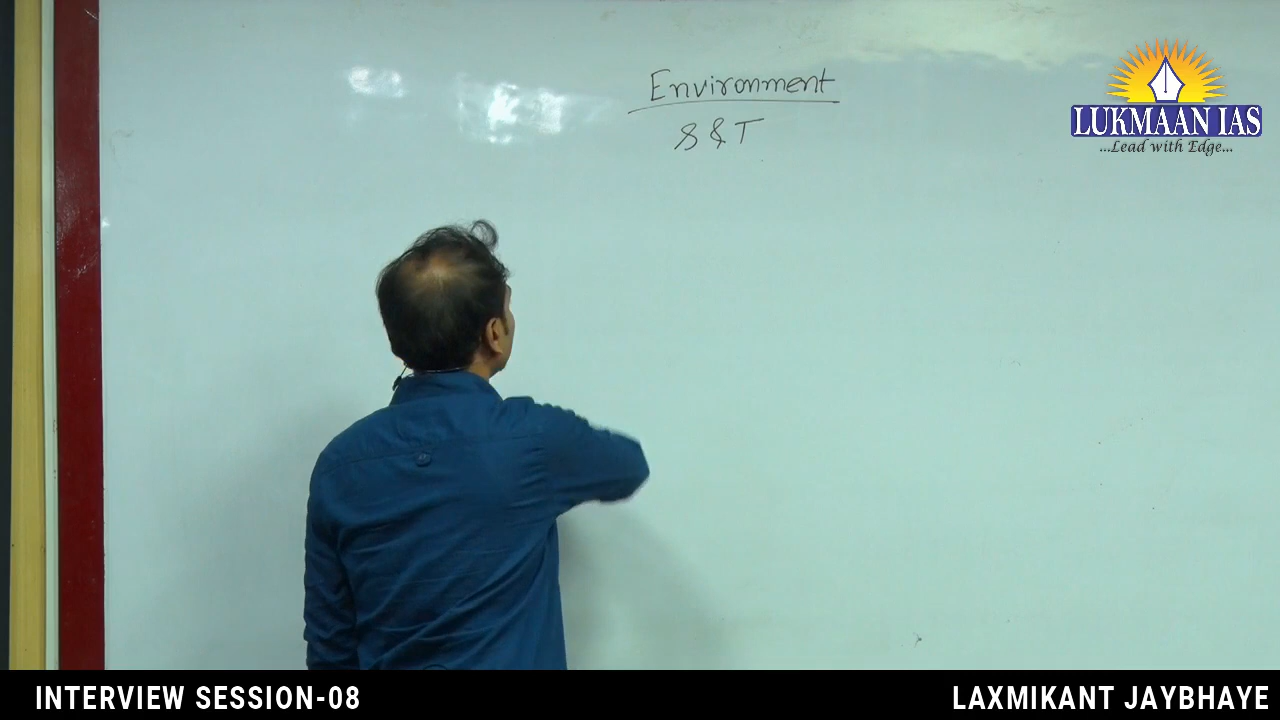 Environment
S & T
LUKMAAN IAS
...Lead with Edge...
INTERVIEW SESSION-08
LAXMIKANT JAYBHAYE